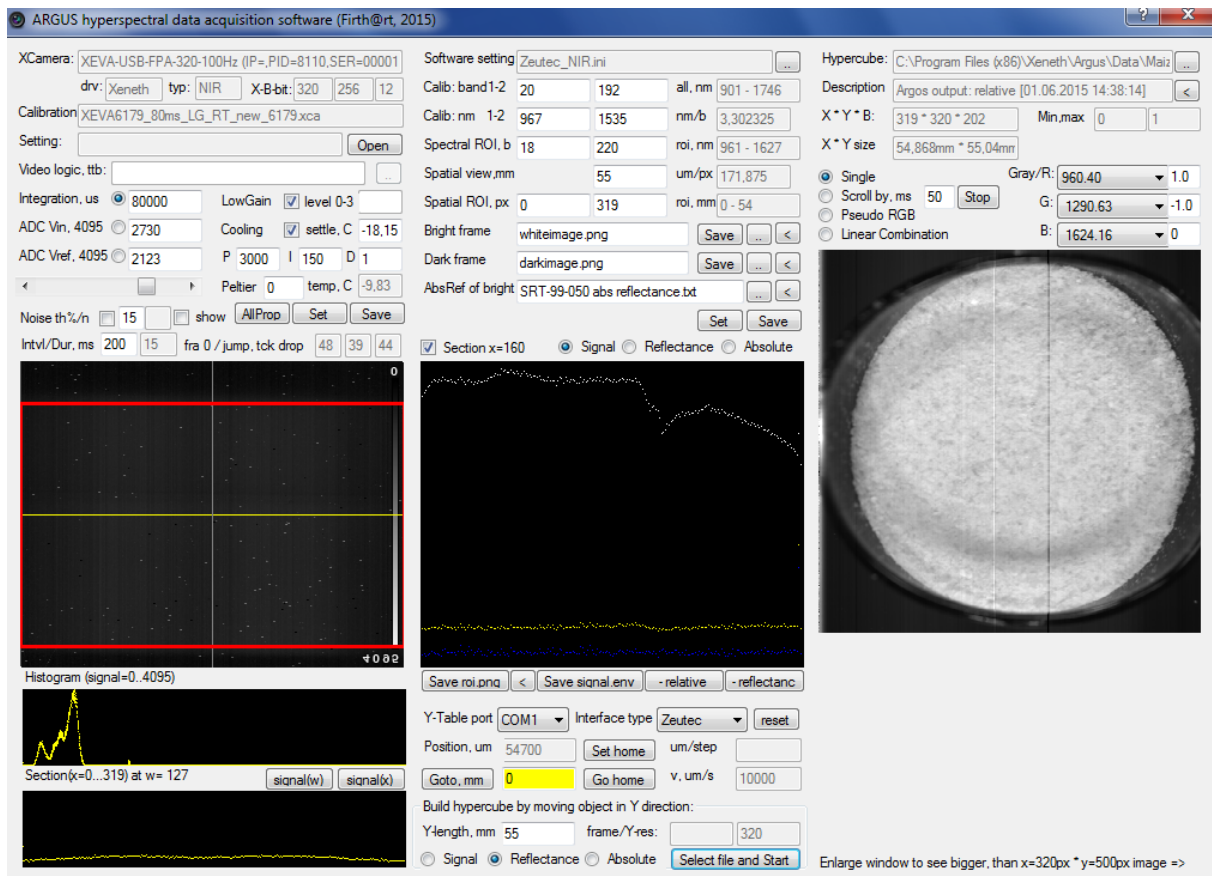 ARGUS hyperspectral data acquisition software (Firth@rt, 2015)
? X
XCamera: XEVA-USB-FPA-320-100Hz (IP=,PID=8110,SER=00001
drv: Xeneth typ: NIR X-B-bit: 320 256 12
Calibration XEVA6179_80ms_LG_RT_new_6179.xca
Setting: Open
Video logic, ttb: ..
Integration, us 80000 LowGain level 0-3
ADC Vin, 4095 2730 Cooling settle, C -18,15
ADC Vref, 4095 2123 P 3000 I 150 D 1
Peltier 0 temp, C -9,83
Noise th%/n 15 show AllProp Set Save
Intvl/Dur, ms 200 15 fra 0 / jump, tck drop 48 39 44
0
4095
Histogram (signal=0..4095)
Section(x=0...319) at w= 127 signal(w) signal(x)
Software setting Zeutec_NIR.ini ..
Calib: band1-2 20 192 all, nm 901 - 1746
Calib: nm 1-2 967 1535 nm/b 3,302325
Spectral ROI, b 18 220 roi, nm 961 - 1627
Spatial view,mm 55 um/px 171,875
Spatial ROI, px 0 319 roi, mm 0 - 54
Bright frame whiteimage.png Save .. <
Dark frame darkimage.png Save .. <
AbsRef of bright SRT-99-050 abs reflectance.txt .. <
Set Save
Section x=160 Signal Reflectance Absolute
Save roi.png < Save signal.env - relative - reflectanc
Y-Table port COM1 Interface type Zeutec reset
Position, um 54700 Set home um/step
Goto, mm 0 Go home v, um/s 10000
Build hypercube by moving object in Y direction:
Y-length, mm 55 frame/Y-res: 320
Signal Reflectance Absolute Select file and Start
Hypercube: C:\Program Files (x86)\Xeneth\Argus\Data\Maiz ..
Description Argos output: relative [01.06.2015 14:38:14] <
X * Y * B: 319 * 320 * 202 Min,max 0 1
X * Y size 54,868mm * 55,04mm
Single Gray/R: 960.40 1.0
Scroll by, ms 50 Stop G: 1290.63 -1.0
Pseudo RGB
Linear Combination B: 1624.16 0
Enlarge window to see bigger, than x=320px * y=500px image =>